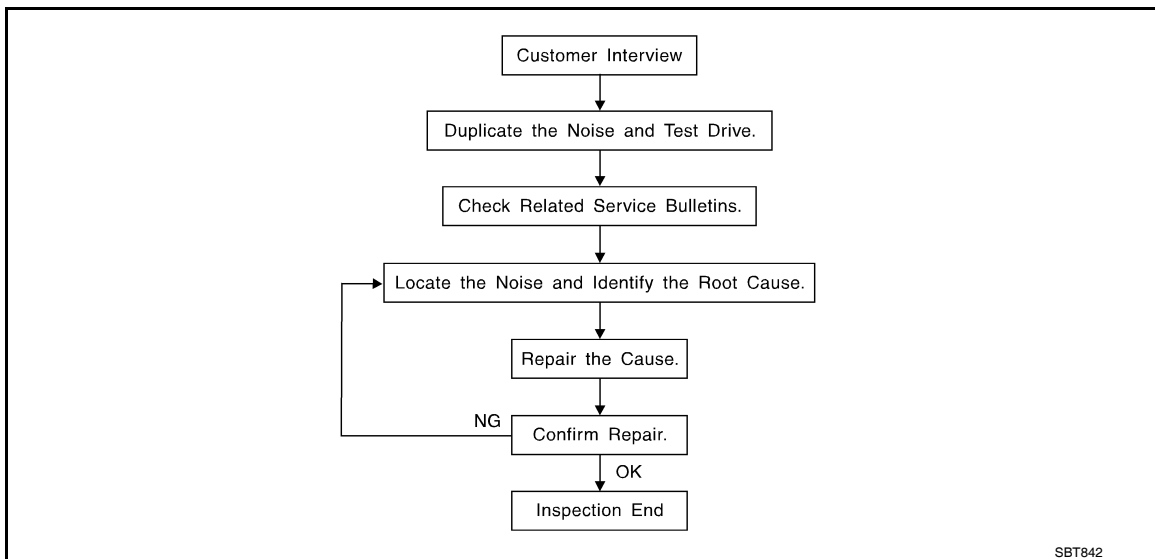 Customer Interview
Duplicate the Noise and Test Drive.
Check Related Service Bulletins.
Locate the Noise and Identify the Root Cause.
Repair the Cause.
NG
Confirm Repair.
OK
Inspection End
SBT842